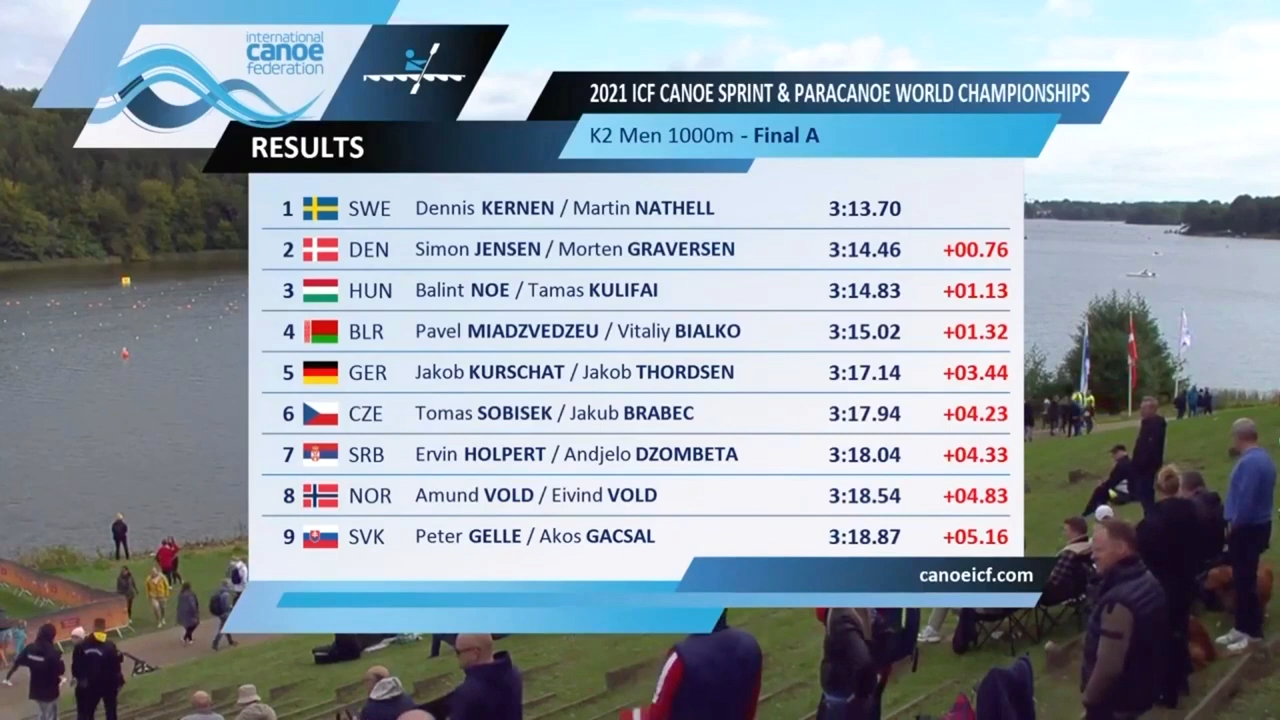 international
canoe
federation
2021 ICF CANOE SPRINT & PARACANOE WORLD CHAMPIONSHIPS
K2 Men 1000m - Final A
RESULTS
1 SWE Dennis KERNEN / Martin NATHELL 3:13.70
2 DEN Simon JENSEN / Morten GRAVERSEN 3:14.46 +00.76
3 HUN Balint NOE / Tamas KULIFAI 3:14.83 +01.13
4 BLR Pavel MIADZVEDZEU / Vitaliy BIALKO 3:15.02 +01.32
5 GER Jakob KURSCHAT / Jakob THORDSEN 3:17.14 +03.44
6 CZE Tomas SOBISEK / Jakub BRABEC 3:17.94 +04.23
7 SRB Ervin HOLPERT / Andjelo DZOMBETA 3:18.04 +04.33
8 NOR Amund VOLD / Eivind VOLD 3:18.54 +04.83
9 SVK Peter GELLE / Akos GACSAL 3:18.87 +05.16
canoeicf.com